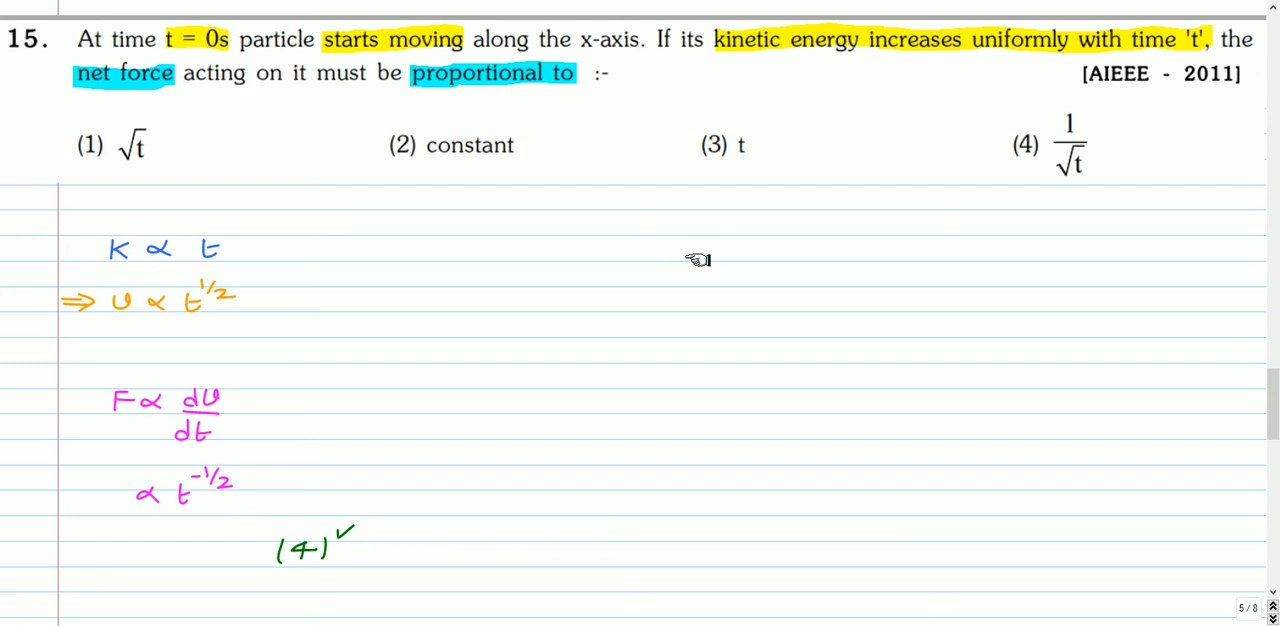 15. At time t = 0s particle starts moving along the x-axis. If its kinetic energy increases uniformly with time 't', the
net force acting on it must be proportional to :- [AIEEE - 2011]
(1) √t (2) constant (3) t (4) 1/√t
K ∝ t
⇒ v ∝ t^1/2
F ∝ dv/dt
∝ t^-1/2
(4) ✓
5 / 8